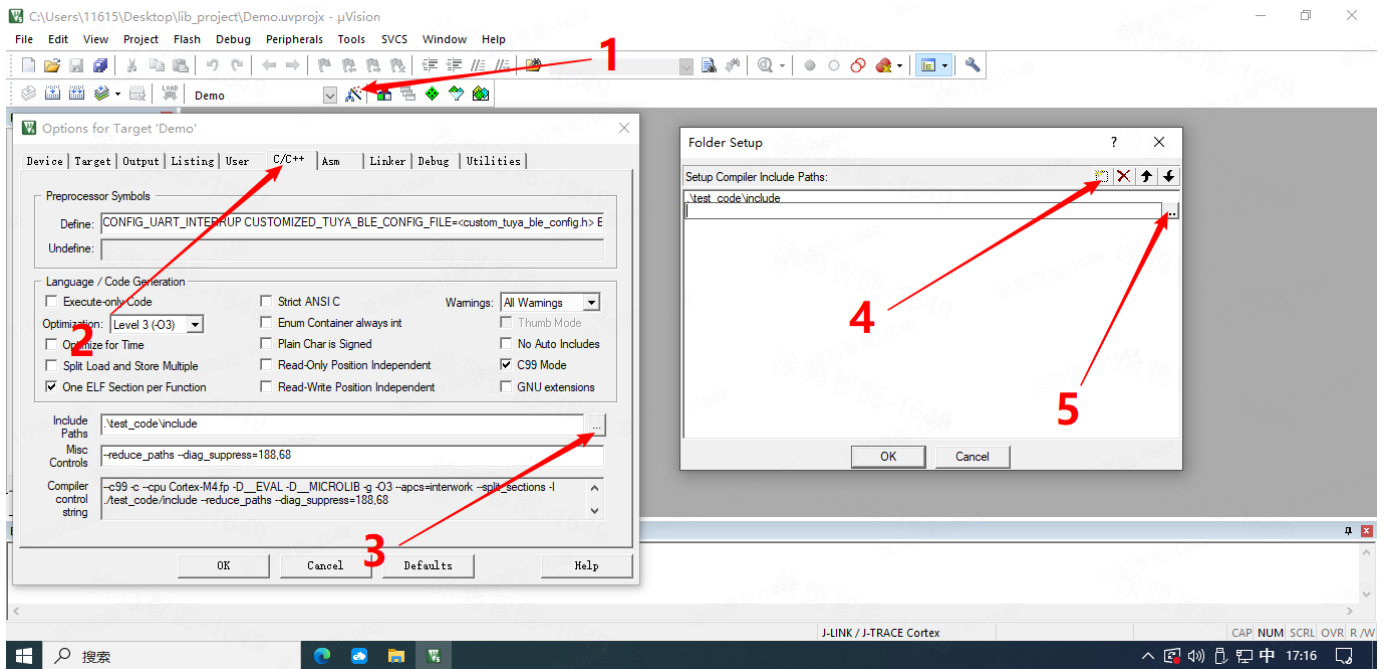 C:\Users\11615\Desktop\lib_project\Demo.uvprojx - µVision
File Edit View Project Flash Debug Peripherals Tools SVCS Window Help
1
Demo
Options for Target 'Demo'
Device Target Output Listing User C/C++ Asm Linker Debug Utilities
Preprocessor Symbols
Define: CONFIG_UART_INTERRUP CUSTOMIZED_TUYA_BLE_CONFIG_FILE=<custom_tuya_ble_config.h> E
Undefine:
Language / Code Generation
Execute-only Code Strict ANSI C Warnings: All Warnings
Optimization: Level 3 (-O3) Enum Container always int Thumb Mode
2
Optimize for Time Plain Char is Signed No Auto Includes
Split Load and Store Multiple Read-Only Position Independent C99 Mode
One ELF Section per Function Read-Write Position Independent GNU extensions
Include Paths .\test_code\include ...
Misc Controls --reduce_paths --diag_suppress=188,68
Compiler control string --c99 -c --cpu Cortex-M4.fp -D__EVAL -D__MICROLIB -g -O3 --apcs=interwork --split_sections -I
./test_code/include --reduce_paths --diag_suppress=188,68
3
OK Cancel Defaults Help
Folder Setup ?
Setup Compiler Include Paths:
.\test_code\include
...
4
5
OK Cancel
J-LINK / J-TRACE Cortex CAP NUM SCRL OVR R/W
搜索 中 17:16